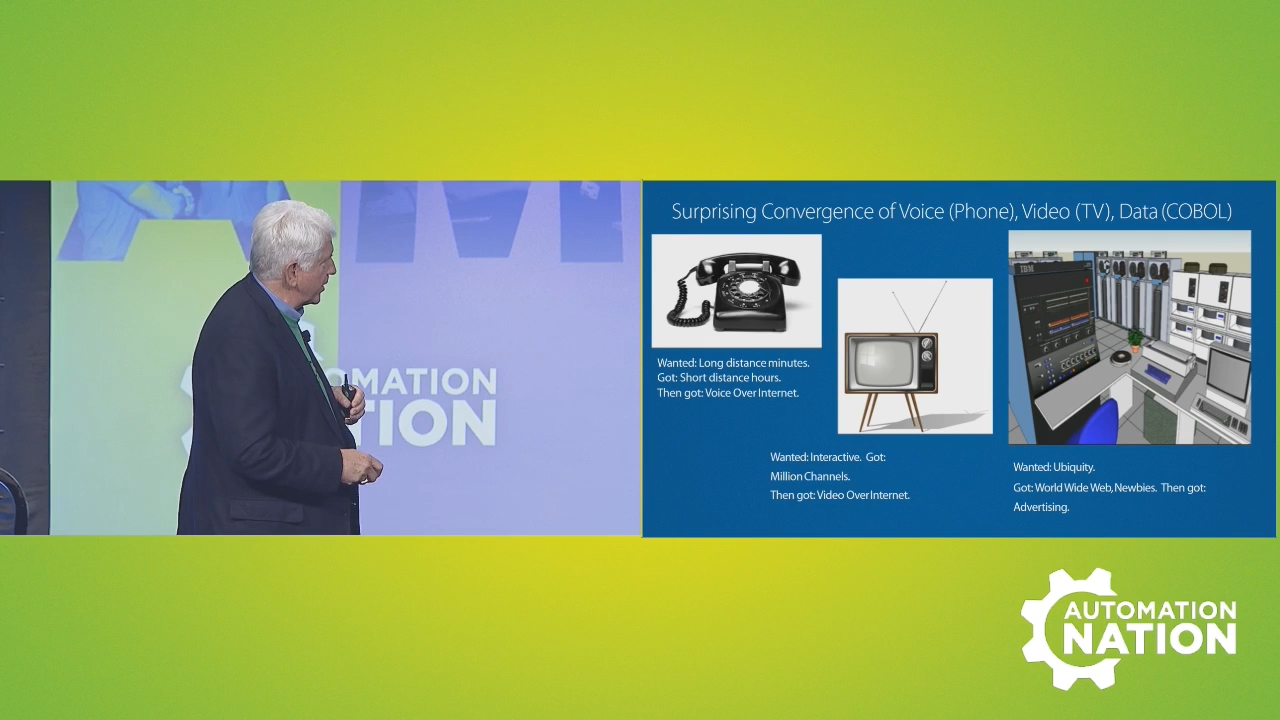 AM
AUTOMATION
NATION
Surprising Convergence of Voice (Phone), Video (TV), Data (COBOL)
Wanted: Long distance minutes.
Got: Short distance hours.
Then got: Voice Over Internet.
Wanted: Interactive. Got:
Million Channels.
Then got: Video Over Internet.
IBM
Wanted: Ubiquity.
Got: World Wide Web, Newbies. Then got:
Advertising.
AUTOMATION
NATION